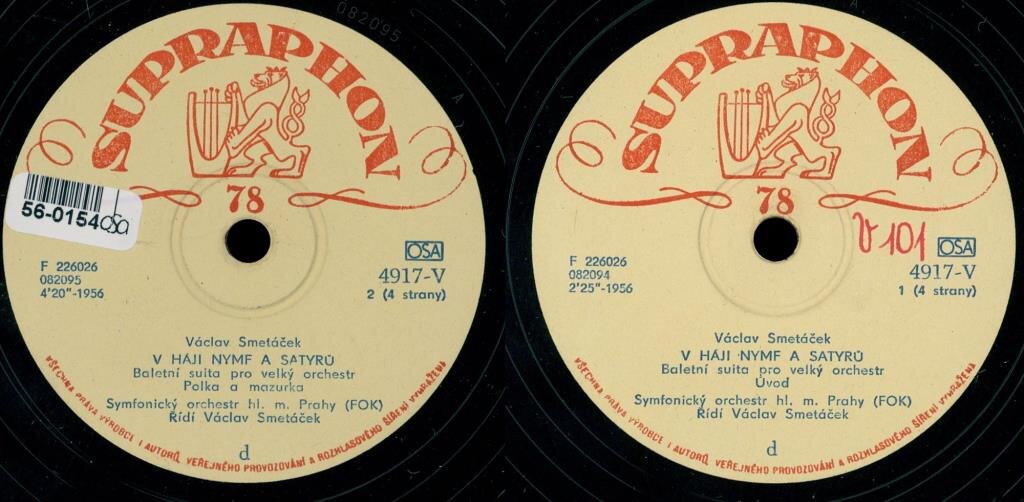 082095
SUPRAPHON
78
56-0154
OSA
F 226026
082095
4'20"-1956
OSA
4917-V
2 (4 strany)
Václav Smetáček
V HÁJI NYMF A SATYRŮ
Baletní suita pro velký orchestr
Polka a mazurka
Symfonický orchestr hl. m. Prahy (FOK)
Řídí Václav Smetáček
d
VŠECHNA PRÁVA VÝROBCE I AUTORŮ VEŘEJNÉHO PROVOZOVÁNÍ A ROZHLASOVÉHO ŠÍŘENÍ VYHRAŽENA
SUPRAPHON
78
V 101
F 226026
082094
2'25"-1956
OSA
4917-V
1 (4 strany)
Václav Smetáček
V HÁJI NYMF A SATYRŮ
Baletní suita pro velký orchestr
Úvod
Symfonický orchestr hl. m. Prahy (FOK)
Řídí Václav Smetáček
d
VŠECHNA PRÁVA VÝROBCE I AUTORŮ VEŘEJNÉHO PROVOZOVÁNÍ A ROZHLASOVÉHO ŠÍŘENÍ VYHRAŽENA